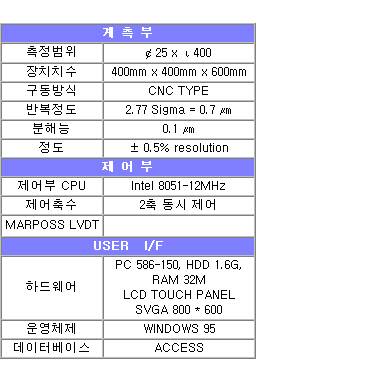 계 측 부
측정범위 ¢ 25 x ι 400
장치치수 400mm x 400mm x 600mm
구동방식 CNC TYPE
반복정도 2.77 Sigma = 0.7 ㎛
분해능 0.1 ㎛
정도 ± 0.5% resolution
제 어 부
제어부 CPU Intel 8051-12MHz
제어축수 2축 동시 제어
MARPOSS LVDT
USER I/F
하드웨어 PC 586-150, HDD 1.6G,
RAM 32M
LCD TOUCH PANEL
SVGA 800 * 600
운영체제 WINDOWS 95
데이터베이스 ACCESS